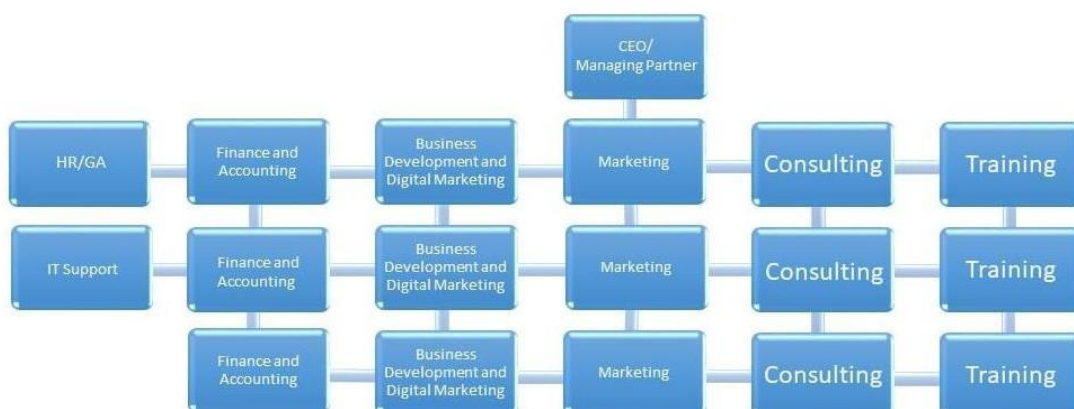 CEO/
Managing Partner
HR/GA
Finance and
Accounting
Business
Development and
Digital Marketing
Marketing
Consulting
Training
IT Support
Finance and
Accounting
Business
Development and
Digital Marketing
Marketing
Consulting
Training
Finance and
Accounting
Business
Development and
Digital Marketing
Marketing
Consulting
Training